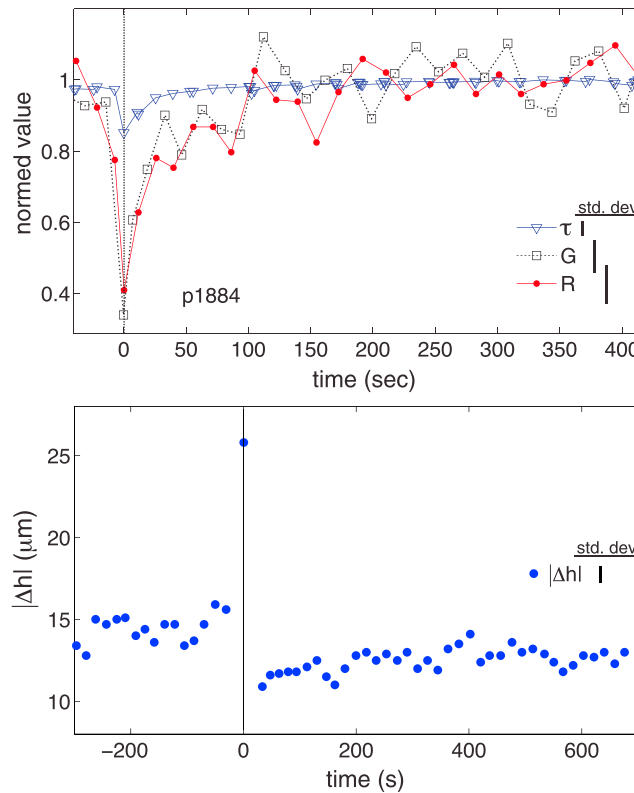 normed value
1
0.8
0.6
0.4
std. dev
τ
G
R
p1884
0 50 100 150 200 250 300 350 400
time (sec)
|Δh| (μm)
25
20
15
10
std. dev
|Δh|
−200 0 200 400 600
time (s)